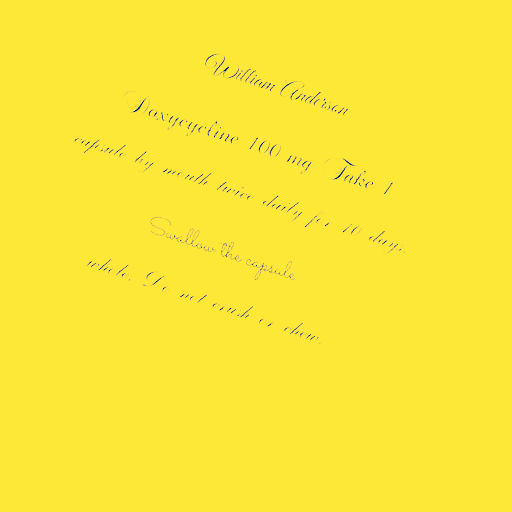 William Anderson
Doxycycline 100 mg Take 1
capsule by mouth twice daily for 10 days.
Swallow the capsule
whole. Do not crush or chew.